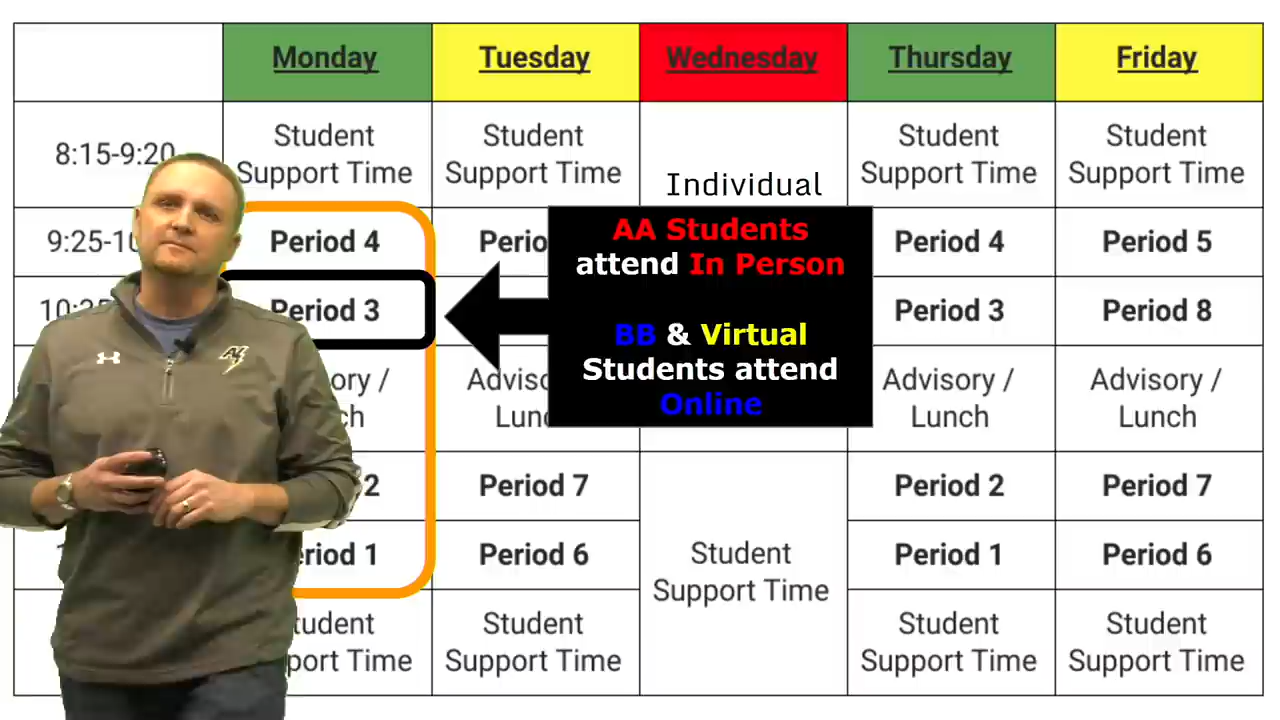 Monday Tuesday Wednesday Thursday Friday
8:15-9:20 Student Support Time Student Support Time Individual Student Support Time Student Support Time
Period 4 Period 4 Period 5
Period 3 Period 3 Period 8
AA Students
attend In Person
BB & Virtual
Students attend
Online
Advisory / Lunch Advisory / Lunch
Period 7 Period 2 Period 7
Period 6 Student Support Time Period 1 Period 6
Student Support Time Student Support Time Student Support Time